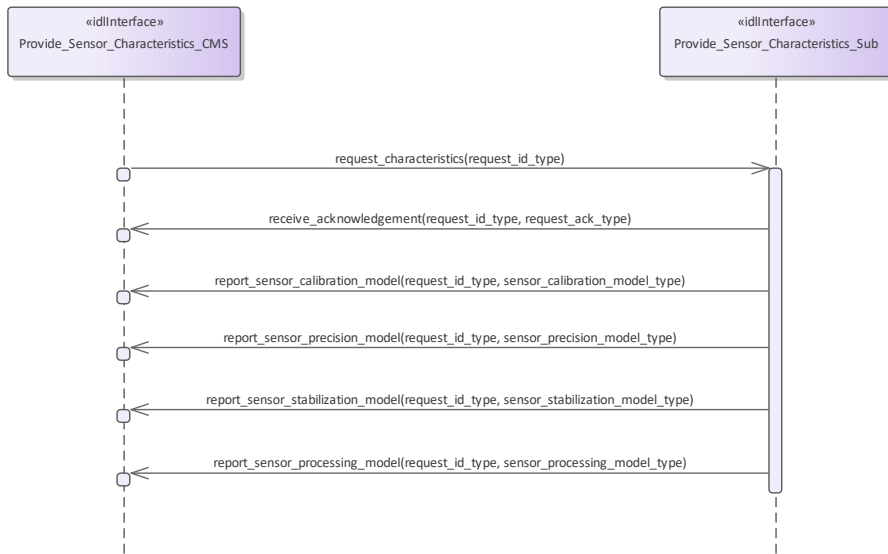 «idlInterface»
Provide_Sensor_Characteristics_CMS
«idlInterface»
Provide_Sensor_Characteristics_Sub
request_characteristics(request_id_type)
receive_acknowledgement(request_id_type, request_ack_type)
report_sensor_calibration_model(request_id_type, sensor_calibration_model_type)
report_sensor_precision_model(request_id_type, sensor_precision_model_type)
report_sensor_stabilization_model(request_id_type, sensor_stabilization_model_type)
report_sensor_processing_model(request_id_type, sensor_processing_model_type)